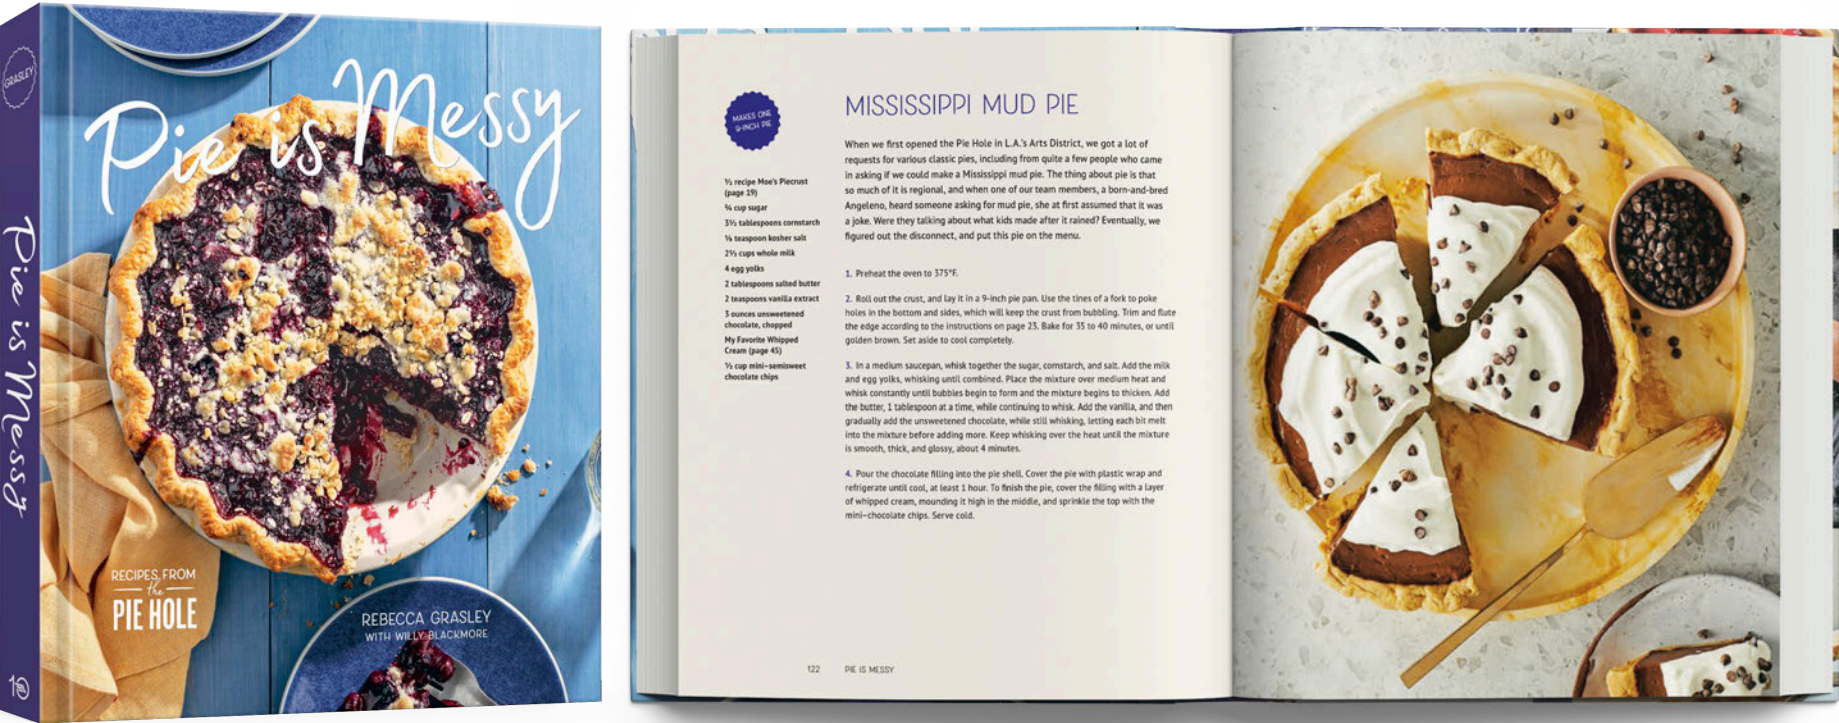 GRASLEY
Pie is Messy
Pie is Messy
RECIPES FROM
the
PIE HOLE
REBECCA GRASLEY
WITH WILLY BLACKMORE
MAKES ONE
9-INCH PIE
½ recipe Moe's Piecrust
(page 19)
¾ cup sugar
3½ tablespoons cornstarch
teaspoon kosher salt
2½ cups whole milk
4 egg yolks
2 tablespoons salted butter
2 teaspoons vanilla extract
3 ounces unsweetened
chocolate, chopped
My Favorite Whipped
Cream (page 45)
cup mini–semisweet
chocolate chips
MISSISSIPPI MUD PIE
When we first opened the Pie Hole in L.A.'s Arts District, we got a lot of
requests for various classic pies, including from quite a few people who came
in asking if we could make a Mississippi mud pie. The thing about pie is that
so much of it is regional, and when one of our team members, a born-and-bred
Angeleno, heard someone asking for mud pie, she at first assumed that it was
a joke. Were they talking about what kids made after it rained? Eventually, we
figured out the disconnect, and put this pie on the menu.
1. Preheat the oven to 375°F.
2. Roll out the crust, and lay it in a 9-inch pie pan. Use the tines of a fork to poke
holes in the bottom and sides, which will keep the crust from bubbling. Trim and flute
the edge according to the instructions on page 23. Bake for 35 to 40 minutes, or until
golden brown. Set aside to cool completely.
3. In a medium saucepan, whisk together the sugar, cornstarch, and salt. Add the milk
and egg yolks, whisking until combined. Place the mixture over medium heat and
whisk constantly until bubbles begin to form and the mixture begins to thicken. Add
the butter, 1 tablespoon at a time, while continuing to whisk. Add the vanilla, and then
gradually add the unsweetened chocolate, while still whisking, letting each bit melt
into the mixture before adding more. Keep whisking over the heat until the mixture
is smooth, thick, and glossy, about 4 minutes.
4. Pour the chocolate filling into the pie shell. Cover the pie with plastic wrap and
refrigerate until cool, at least 1 hour. To finish the pie, cover the filling with a layer
of whipped cream, mounding it high in the middle, and sprinkle the top with the
mini–chocolate chips. Serve cold.
122 PIE IS MESSY